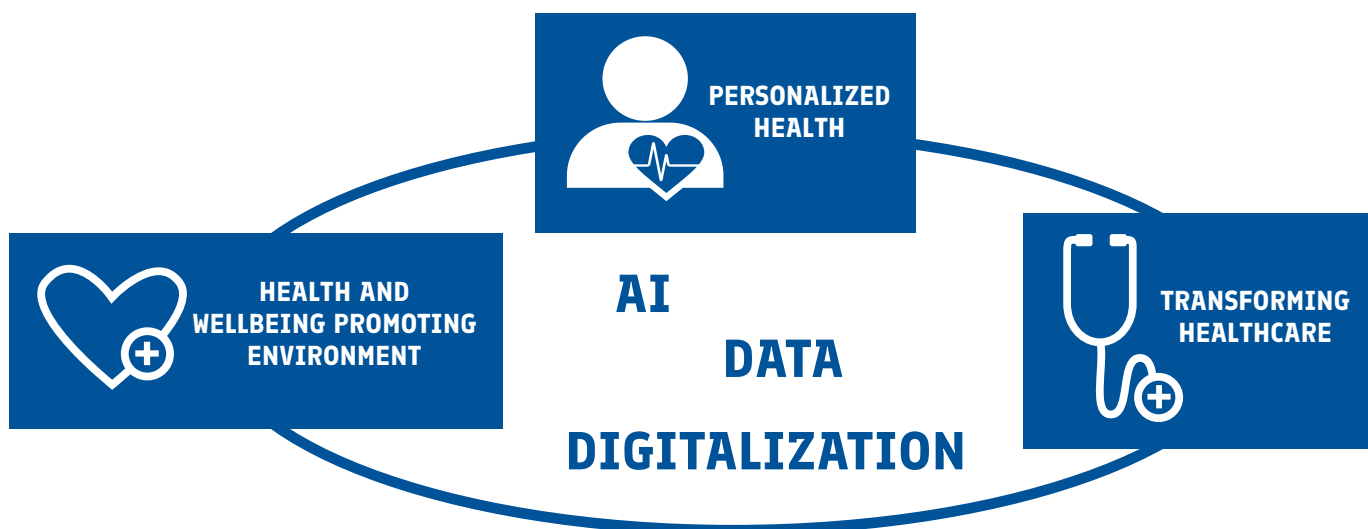 PERSONALIZED
HEALTH
HEALTH AND
WELLBEING PROMOTING
ENVIRONMENT
TRANSFORMING
HEALTHCARE
AI
DATA
DIGITALIZATION